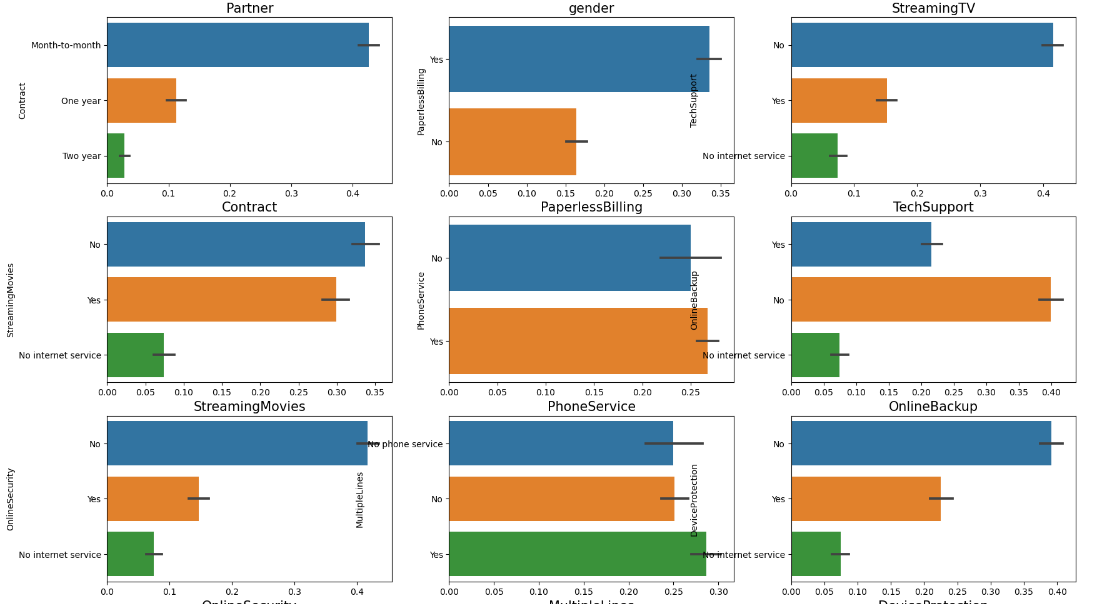 Partner
gender
StreamingTV
Contract
Month-to-month
One year
Two year
0.0 0.1 0.2 0.3 0.4
PaperlessBilling
Yes
No
0.00 0.05 0.10 0.15 0.20 0.25 0.30 0.35
TechSupport
No
Yes
No internet service
0.0 0.1 0.2 0.3 0.4
Contract
PaperlessBilling
TechSupport
StreamingMovies
No
Yes
No internet service
0.00 0.05 0.10 0.15 0.20 0.25 0.30 0.35
PhoneService
No
Yes
0.00 0.05 0.10 0.15 0.20 0.25
OnlineBackup
Yes
No
No internet service
0.00 0.05 0.10 0.15 0.20 0.25 0.30 0.35 0.40
StreamingMovies
PhoneService
OnlineBackup
OnlineSecurity
No
Yes
No internet service
0.0 0.1 0.2 0.3 0.4
MultipleLines
No phone service
No
Yes
0.00 0.05 0.10 0.15 0.20 0.25 0.30
DeviceProtection
No
Yes
No internet service
0.00 0.05 0.10 0.15 0.20 0.25 0.30 0.35 0.40
OnlineSecurity
MultipleLines
DeviceProtection